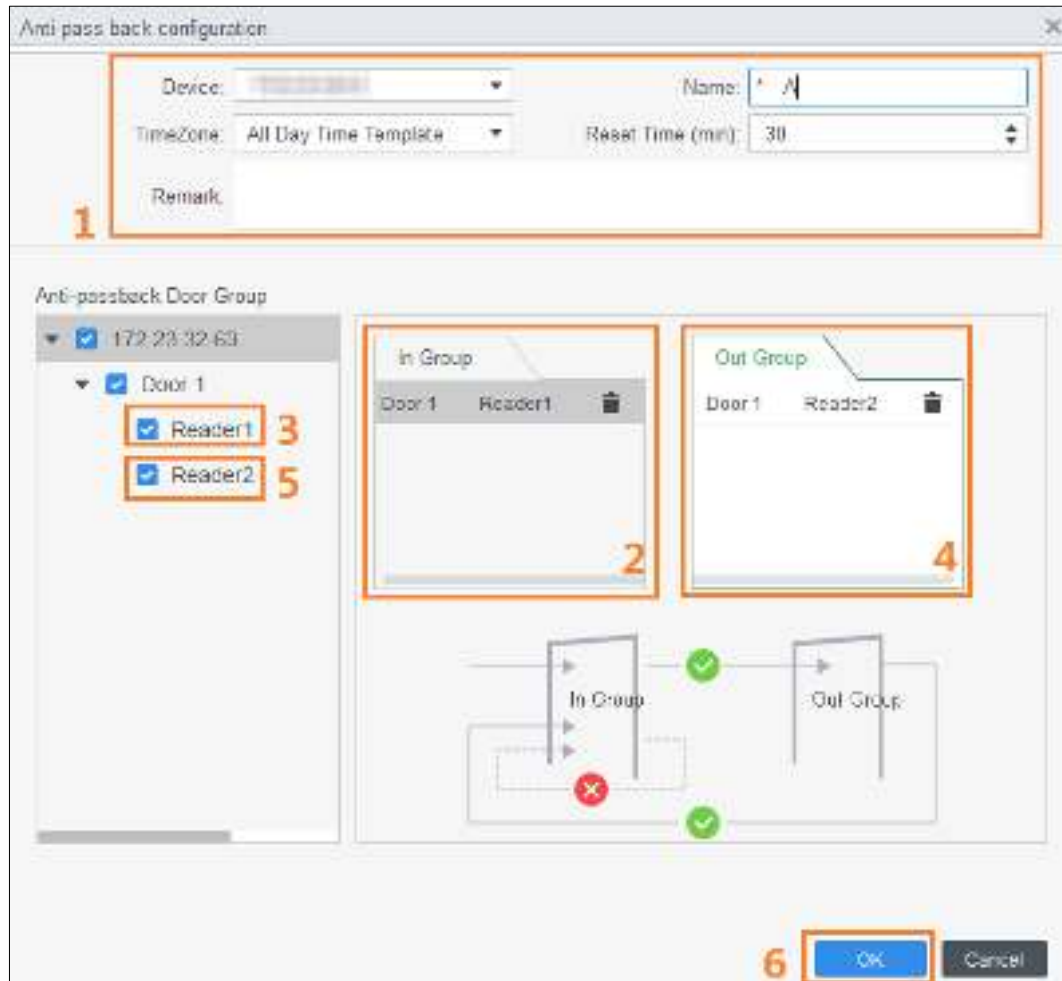 Anti pass back configuration
Device:
Name: * A
TimeZone: All Day Time Template
Reset Time (min): 30
Remark:
1
Anti-passback Door Group
172.23.32.63
Door 1
Reader1 3
Reader2 5
In Group
Door 1 Reader1
2
Out Group
Door 1 Reader2
4
In Group
Out Group
6
OK
Cancel